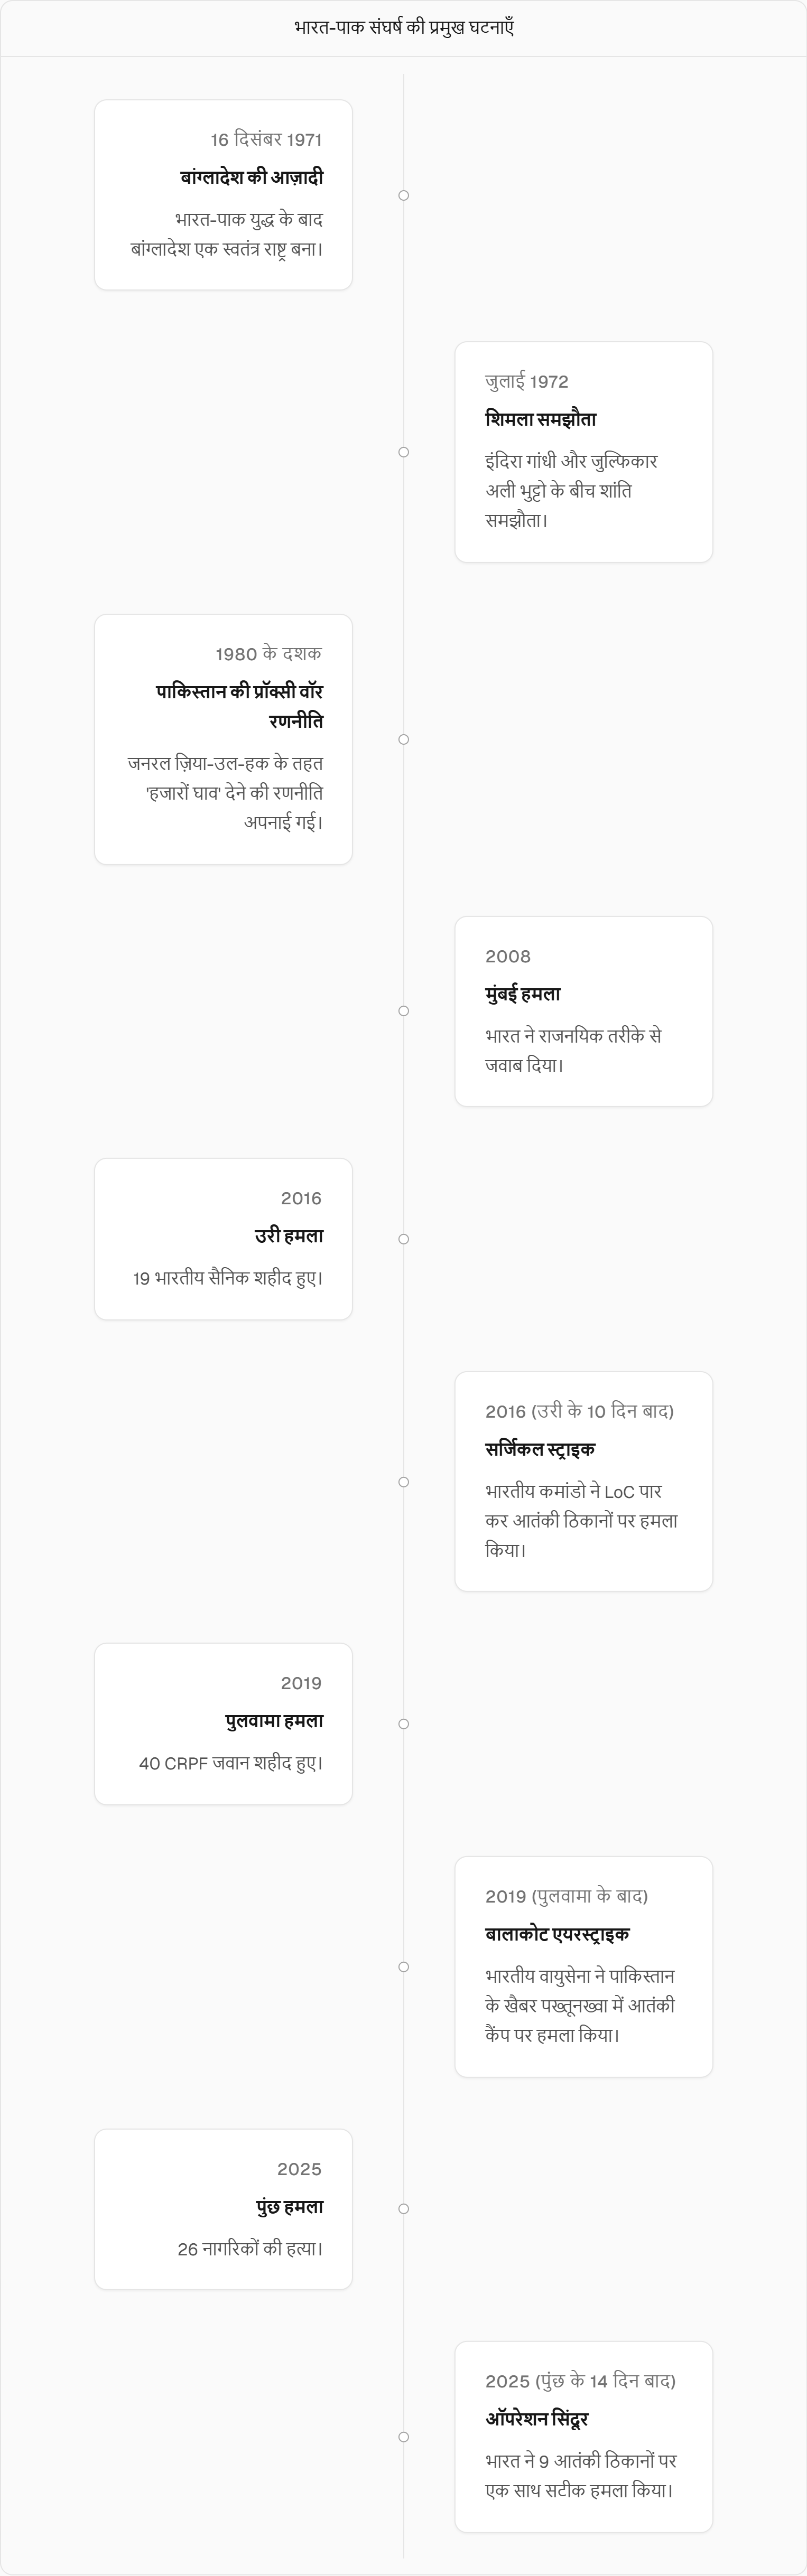 भारत-पाक संघर्ष की प्रमुख घटनाएँ
16 दिसंबर 1971
बांग्लादेश की आज़ादी
भारत-पाक युद्ध के बाद
बांग्लादेश एक स्वतंत्र राष्ट्र बना।
जुलाई 1972
शिमला समझौता
इंदिरा गांधी और जुल्फिकार
अली भुट्टो के बीच शांति
समझौता।
1980 के दशक
पाकिस्तान की प्रॉक्सी वॉर
रणनीति
जनरल ज़िया-उल-हक के तहत
'हजारों घाव' देने की रणनीति
अपनाई गई।
2008
मुंबई हमला
भारत ने राजनयिक तरीके से
जवाब दिया।
2016
उरी हमला
19 भारतीय सैनिक शहीद हुए।
2016 (उरी के 10 दिन बाद)
सर्जिकल स्ट्राइक
भारतीय कमांडो ने LoC पार
कर आतंकी ठिकानों पर हमला
किया।
2019
पुलवामा हमला
40 CRPF जवान शहीद हुए।
2019 (पुलवामा के बाद)
बालाकोट एयरस्ट्राइक
भारतीय वायुसेना ने पाकिस्तान
के खैबर पख्तूनख्वा में आतंकी
कैंप पर हमला किया।
2025
पुंछ हमला
26 नागरिकों की हत्या।
2025 (पुंछ के 14 दिन बाद)
ऑपरेशन सिंदूर
भारत ने 9 आतंकी ठिकानों पर
एक साथ सटीक हमला किया।